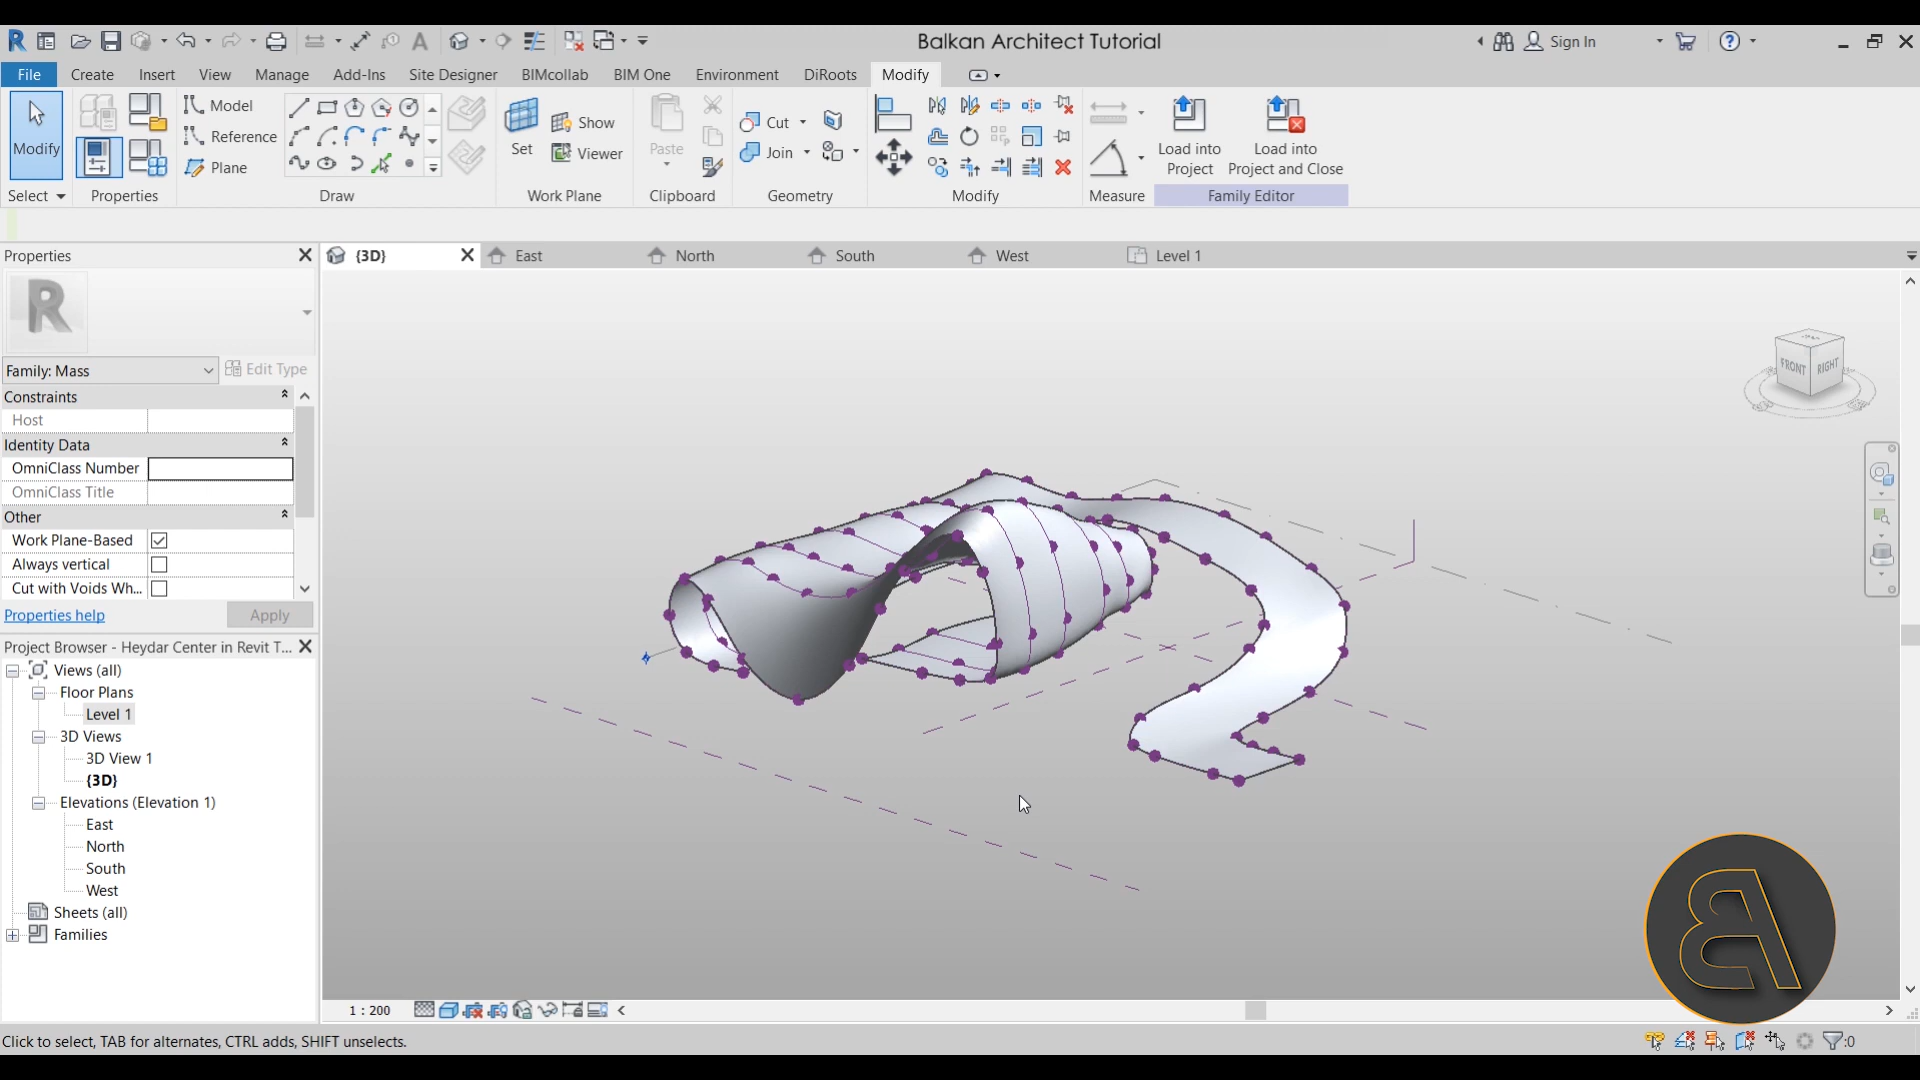 Balkan Architect Tutorial
Sign In
File Create Insert View Manage Add-Ins Site Designer BIMcollab BIM One Environment DiRoots Modify
Modify
Select
Properties
Model
Reference
Plane
Draw
Set
Show
Viewer
Work Plane
Paste
Clipboard
Cut
Join
Geometry
Modify
Measure
Load into
Project
Load into
Project and Close
Family Editor
Properties
{3D} East North South West Level 1
R
Family: Mass
Edit Type
Constraints
Host
Identity Data
OmniClass Number
OmniClass Title
Other
Work Plane-Based
Always vertical
Cut with Voids Wh...
Properties help
Apply
Project Browser - Heydar Center in Revit T...
Views (all)
Floor Plans
Level 1
3D Views
3D View 1
{3D}
Elevations (Elevation 1)
East
North
South
West
Sheets (all)
Families
FRONT
RIGHT
1 : 200
Click to select, TAB for alternates, CTRL adds, SHIFT unselects.
:0